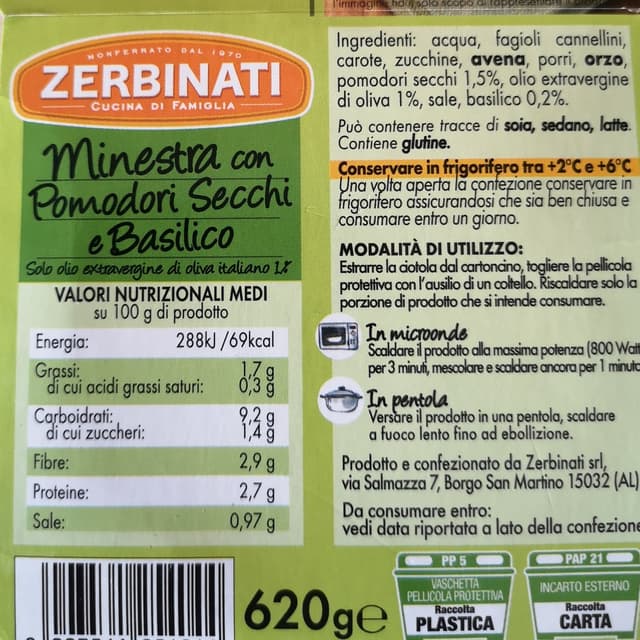 MONFERRATO DAL 1970
ZERBINATI
CUCINA DI FAMIGLIA
Minestra con
Pomodori Secchi
e Basilico
Solo olio extravergine di oliva italiano 1%
VALORI NUTRIZIONALI MEDI
su 100 g di prodotto
Energia: 288kJ /69kcal
Grassi: 1,7 g
di cui acidi grassi saturi: 0,3 g
Carboidrati: 9,2 g
di cui zuccheri: 1,4 g
Fibre: 2,9 g
Proteine: 2,7 g
Sale: 0,97 g
620g e
l'immagine ha il solo scopo di rappresentare il
Ingredienti: acqua, fagioli cannellini,
carote, zucchine, avena, porri, orzo,
pomodori secchi 1,5%, olio extravergine
di oliva 1%, sale, basilico 0,2%.
Può contenere tracce di soia, sedano, latte.
Contiene glutine.
Conservare in frigorifero tra +2°C e +6°C
Una volta aperta la confezione conservare in
frigorifero assicurandosi che sia ben chiusa e
consumare entro un giorno.
MODALITÀ DI UTILIZZO:
Estrarre la ciotola dal cartoncino, togliere la pellicola
protettiva con l'ausilio di un coltello. Riscaldare solo la
porzione di prodotto che si intende consumare.
In microonde
Scaldare il prodotto alla massima potenza (800 Watt
per 3 minuti, mescolare e scaldare ancora per 1 minuto
In pentola
Versare il prodotto in una pentola, scaldare
a fuoco lento fino ad ebollizione.
Prodotto e confezionato da Zerbinati srl,
via Salmazza 7, Borgo San Martino 15032 (AL)
Da consumare entro:
vedi data riportata a lato della confezione
PP 5
VASCHETTA
PELLICOLA PROTETTIVA
Raccolta
PLASTICA
PAP 21
INCARTO ESTERNO
Raccolta
CARTA